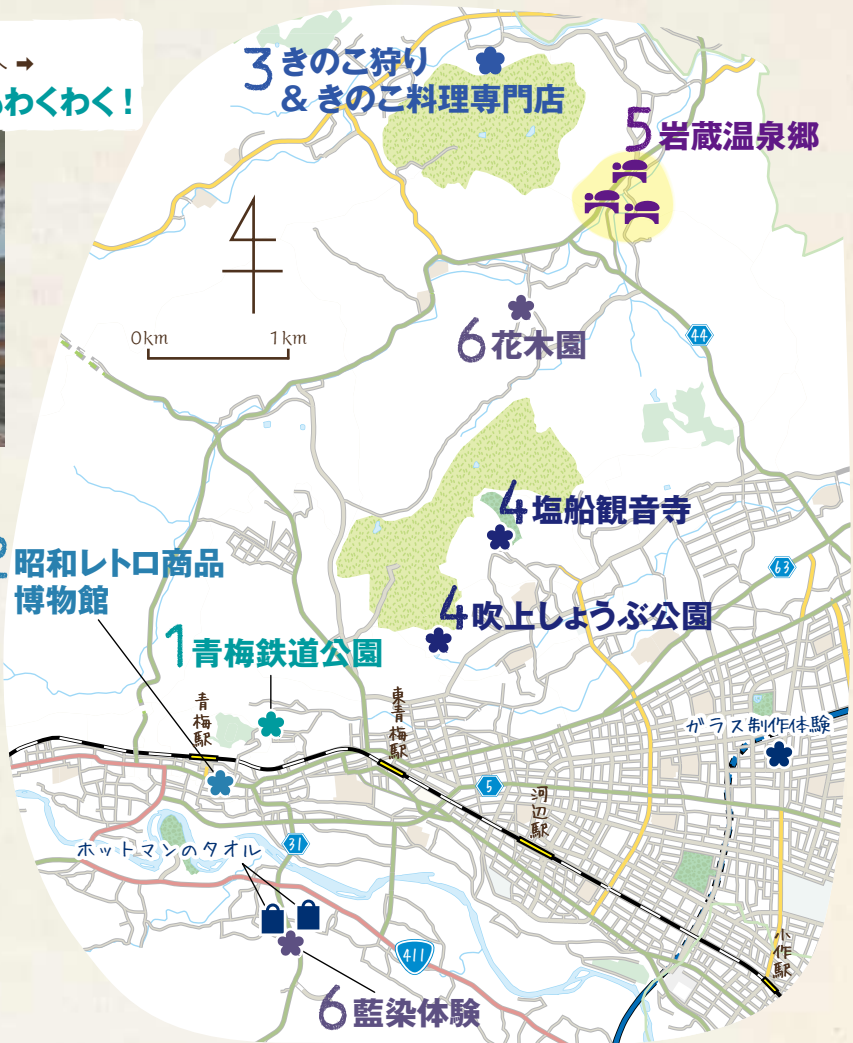 わくわく!
3 きのこ狩り
& きのこ料理専門店
5 岩蔵温泉郷
0km 1km
6 花木園
44
4 塩船観音寺
63
2 昭和レトロ商品
博物館
4 吹上しょうぶ公園
1 青梅鉄道公園
青梅駅
東青梅駅
ガラス制作体験
5
河辺駅
31
ホットマンのタオル
411
小作駅
6 藍染体験